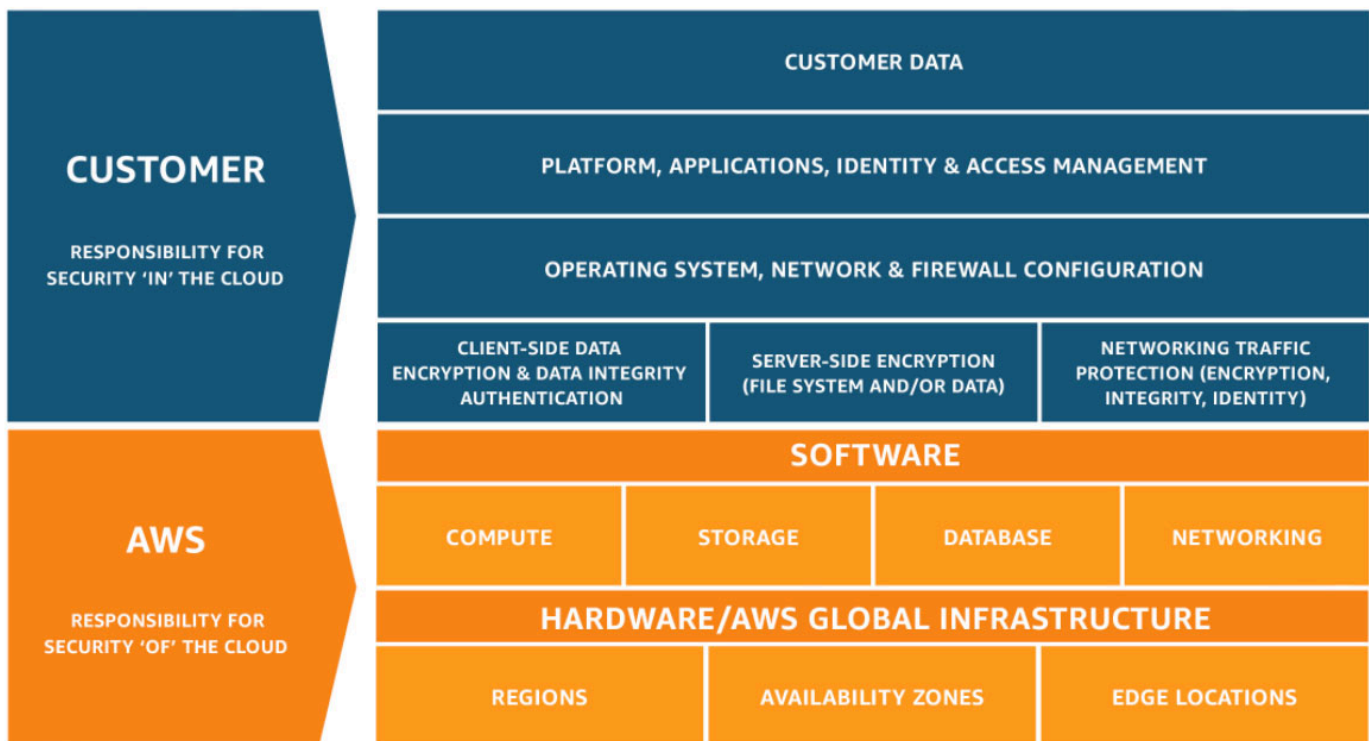 CUSTOMER
RESPONSIBILITY FOR
SECURITY ‘IN’ THE CLOUD
CUSTOMER DATA
PLATFORM, APPLICATIONS, IDENTITY & ACCESS MANAGEMENT
OPERATING SYSTEM, NETWORK & FIREWALL CONFIGURATION
CLIENT-SIDE DATA
ENCRYPTION & DATA INTEGRITY
AUTHENTICATION
SERVER-SIDE ENCRYPTION
(FILE SYSTEM AND/OR DATA)
NETWORKING TRAFFIC
PROTECTION (ENCRYPTION,
INTEGRITY, IDENTITY)
AWS
RESPONSIBILITY FOR
SECURITY ‘OF’ THE CLOUD
SOFTWARE
COMPUTE
STORAGE
DATABASE
NETWORKING
HARDWARE/AWS GLOBAL INFRASTRUCTURE
REGIONS
AVAILABILITY ZONES
EDGE LOCATIONS